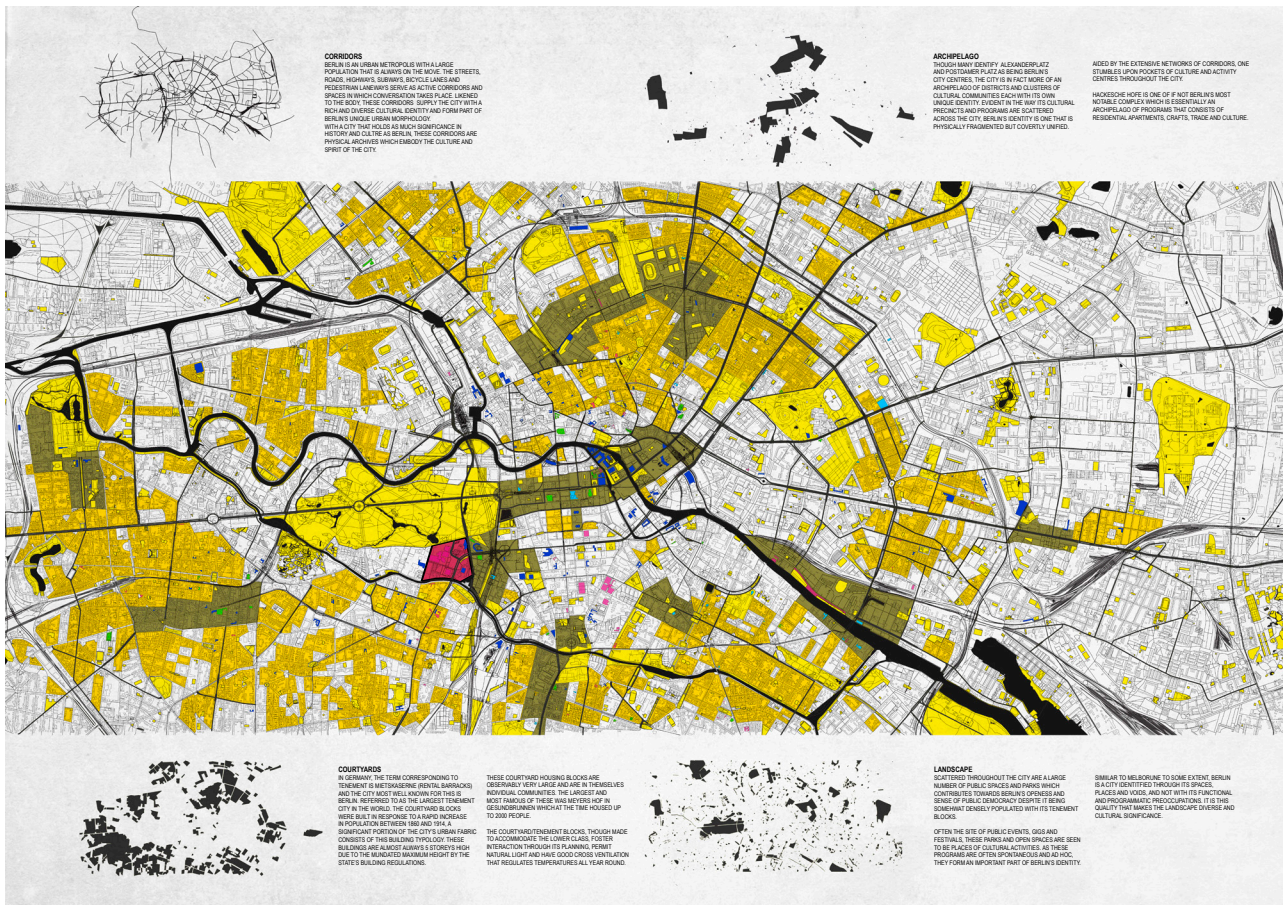 CORRIDORS
BERLIN IS AN URBAN METROPOLIS WITH A LARGE
POPULATION THAT IS ALWAYS ON THE MOVE. THE STREETS,
ROADS, HIGHWAYS, SUBWAYS, BICYCLE LANES AND
PEDESTRIAN LANEWAYS SERVE AS ACTIVE CORRIDORS AND
SPACES IN WHICH CONVERSATION TAKES PLACE. LIKENED
TO THE BODY, THESE CORRIDORS SUPPLY THE CITY WITH A
RICH AND DIVERSE CULTURAL IDENTITY AND FORM PART OF
BERLIN'S UNIQUE URBAN MORPHOLOGY.
WITH A CITY THAT HOLDS AS MUCH SIGNIFICANCE IN
HISTORY AND CULTRE AS BERLIN, THESE CORRIDORS ARE
PHYSICAL ARCHIVES WHICH EMBODY THE CULTURE AND
SPIRIT OF THE CITY.
ARCHIPELAGO
THOUGH MANY IDENTIFY ALEXANDERPLATZ
AND POSTDAMER PLATZ AS BEING BERLIN'S
CITY CENTRES, THE CITY IS IN FACT MORE OF AN
ARCHIPELAGO OF DISTRICTS AND CLUSTERS OF
CULTURAL COMMUNITIES EACH WITH ITS OWN
UNIQUE IDENTITY. EVIDENT IN THE WAY ITS CULTURAL
PRECINCTS AND PROGRAMS ARE SCATTERED
ACROSS THE CITY, BERLIN'S IDENTITY IS ONE THAT IS
PHYSICALLY FRAGMENTED BUT COVERTLY UNIFIED.
AIDED BY THE EXTENSIVE NETWORKS OF CORRIDORS, ONE
STUMBLES UPON POCKETS OF CULTURE AND ACTIVITY
CENTRES THROUGHOUT THE CITY.
HACKESCHE HOFE IS ONE OF IF NOT BERLIN'S MOST
NOTABLE COMPLEX WHICH IS ESSENTIALLY AN
ARCHIPELAGO OF PROGRAMS THAT CONSISTS OF
RESIDENTIAL APARTMENTS, CRAFTS, TRADE AND CULTURE.
COURTYARDS
IN GERMANY, THE TERM CORRESPONDING TO
TENEMENT IS MIETSKASERNE (RENTAL BARRACKS)
AND THE CITY MOST WELL KNOWN FOR THIS IS
BERLIN. REFERRED TO AS THE LARGEST TENEMENT
CITY IN THE WORLD. THE COURTYARD BLOCKS
WERE BUILT IN RESPONSE TO A RAPID INCREASE
IN POPULATION BETWEEN 1860 AND 1914, A
SIGNIFICANT PORTION OF THE CITY'S URBAN FABRIC
CONSISTS OF THIS BUILDING TYPOLOGY. THESE
BUILDINGS ARE ALMOST ALWAYS 5 STOREYS HIGH
DUE TO THE MUNDATED MAXIMUM HEIGHT BY THE
STATE'S BUILDING REGULATIONS.
THESE COURTYARD HOUSING BLOCKS ARE
OBSERVABLY VERY LARGE AND ARE IN THEMSELVES
INDIVIDUAL COMMUNITIES. THE LARGEST AND
MOST FAMOUS OF THESE WAS MEYERS HOF IN
GESUNDBRUNNEN WHICH AT THE TIME HOUSED UP
TO 2000 PEOPLE.
THE COURTYARD/TENEMENT BLOCKS, THOUGH MADE
TO ACCOMMODATE THE LOWER CLASS, FOSTER
INTERACTION THROUGH ITS PLANNING, PERMIT
NATURAL LIGHT AND HAVE GOOD CROSS VENTILATION
THAT REGULATES TEMPERATURES ALL YEAR ROUND.
LANDSCAPE
SCATTERED THROUGHOUT THE CITY ARE A LARGE
NUMBER OF PUBLIC SPACES AND PARKS WHICH
CONTRIBUTES TOWARDS BERLIN'S OPENESS AND
SENSE OF PUBLIC DEMOCRACY DESPITE IT BEING
SOMEWHAT DENSELY POPULATED WITH ITS TENEMENT
BLOCKS.
OFTEN THE SITE OF PUBLIC EVENTS, GIGS AND
FESTIVALS, THESE PARKS AND OPEN SPACES ARE SEEN
TO BE PLACES OF CULTURAL ACTIVITIES. AS THESE
PROGRAMS ARE OFTEN SPONTANEOUS AND AD HOC,
THEY FORM AN IMPORTANT PART OF BERLIN'S IDENTITY.
SIMIILAR TO MELBORUNE TO SOME EXTENT, BERLIN
IS A CITY IDENTITFIED THROUGH ITS SPACES,
PLACES AND VOIDS, AND NOT WITH ITS FUNCTIONAL
AND PROGRAMMATIC PREOCCUPATIONS. IT IS THIS
QUALITY THAT MAKES THE LANDSCAPE DIVERSE AND
CULTURAL SIGNIFICANCE.